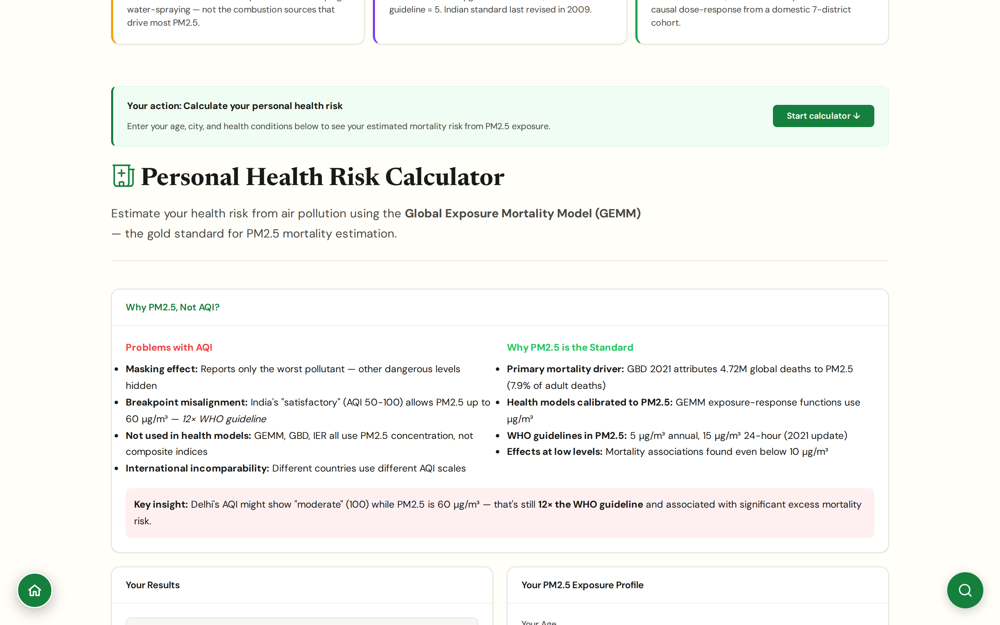 water-spraying — not the combustion sources that
drive most PM2.5.
guideline = 5. Indian standard last revised in 2009.
causal dose-response from a domestic 7-district
cohort.
Your action: Calculate your personal health risk
Enter your age, city, and health conditions below to see your estimated mortality risk from PM2.5 exposure.
Start calculator ↓
Personal Health Risk Calculator
Estimate your health risk from air pollution using the Global Exposure Mortality Model (GEMM)
— the gold standard for PM2.5 mortality estimation.
Why PM2.5, Not AQI?
Problems with AQI
• Masking effect: Reports only the worst pollutant — other dangerous levels
hidden
• Breakpoint misalignment: India's "satisfactory" (AQI 50-100) allows PM2.5 up to
60 µg/m³ — 12× WHO guideline
• Not used in health models: GEMM, GBD, IER all use PM2.5 concentration, not
composite indices
• International incomparability: Different countries use different AQI scales
Why PM2.5 is the Standard
• Primary mortality driver: GBD 2021 attributes 4.72M global deaths to PM2.5
(7.9% of adult deaths)
• Health models calibrated to PM2.5: GEMM exposure-response functions use
µg/m³
• WHO guidelines in PM2.5: 5 µg/m³ annual, 15 µg/m³ 24-hour (2021 update)
• Effects at low levels: Mortality associations found even below 10 µg/m³
Key insight: Delhi's AQI might show "moderate" (100) while PM2.5 is 60 µg/m³ — that's still 12× the WHO guideline and associated with significant excess mortality
risk.
Your Results
Your PM2.5 Exposure Profile
Your Age